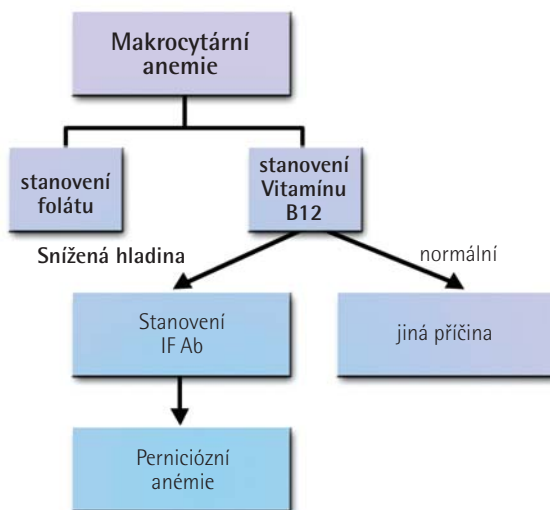 Makrocytární
anemie
stanovení
folátu
stanovení
Vitamínu
B12
Snížená hladina
normální
Stanovení
IF Ab
jiná příčina
Perniciózní
anémie